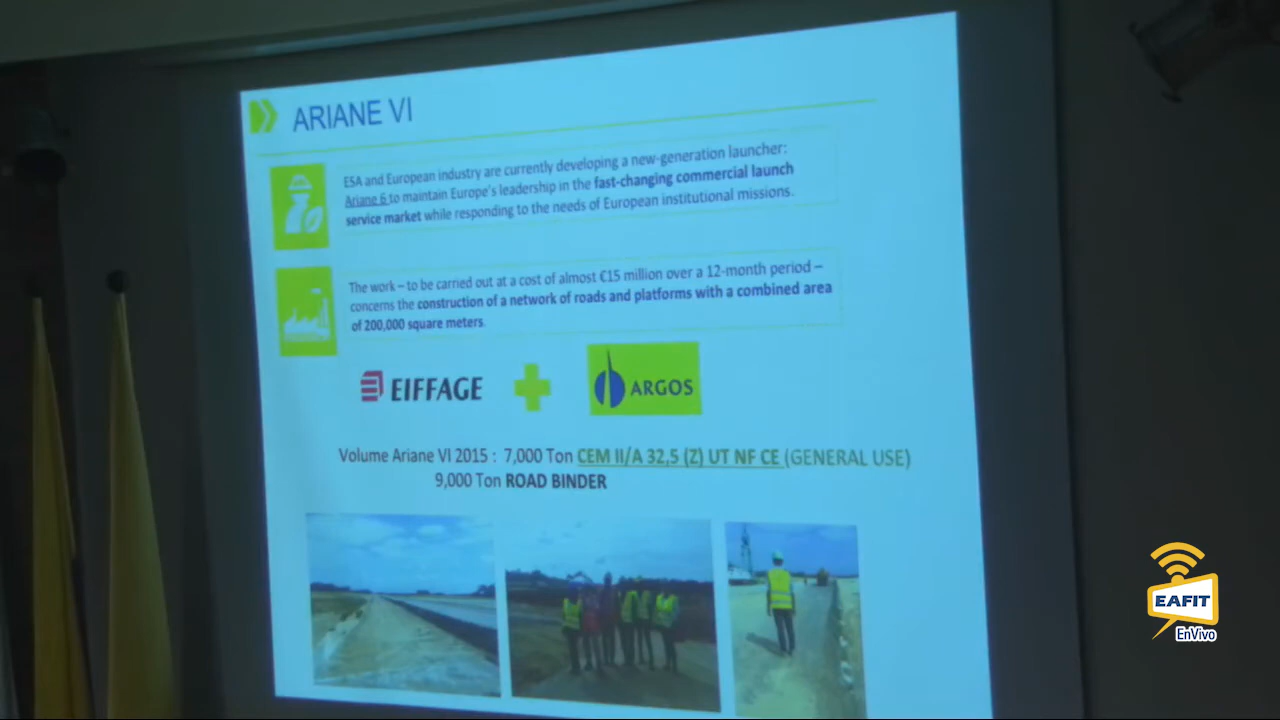 ARIANE VI
ESA and European industry are currently developing a new-generation launcher:
Ariane 6 to maintain Europe's leadership in the fast-changing commercial launch
service market while responding to the needs of European institutional missions.
The work – to be carried out at a cost of almost €15 million over a 12-month period –
concerns the construction of a network of roads and platforms with a combined area
of 200,000 square meters.
EIFFAGE
ARGOS
Volume Ariane VI 2015 : 7,000 Ton CEM II/A 32,5 (Z) UT NF CE (GENERAL USE)
9,000 Ton ROAD BINDER
EAFIT
EnVivo